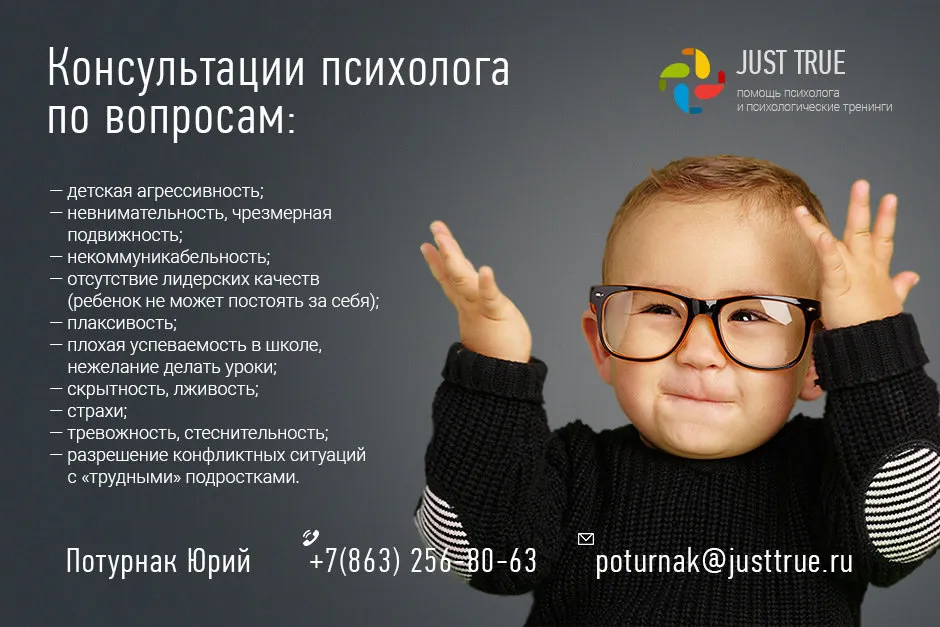 Консультации психолога
по вопросам:
JUST TRUE
помощь психолога
и психологические тренинги
— детская агрессивность;
— невнимательность, чрезмерная
подвижность;
— некоммуникабельность;
— отсутствие лидерских качеств
(ребенок не может постоять за себя);
— плаксивость;
— плохая успеваемость в школе,
нежелание делать уроки;
— скрытность, лживость;
— страхи;
— тревожность, стеснительность;
— разрешение конфликтных ситуаций
с «трудными» подростками.
Потурнак Юрий
+7(863) 256-80-63
poturnak@justtrue.ru